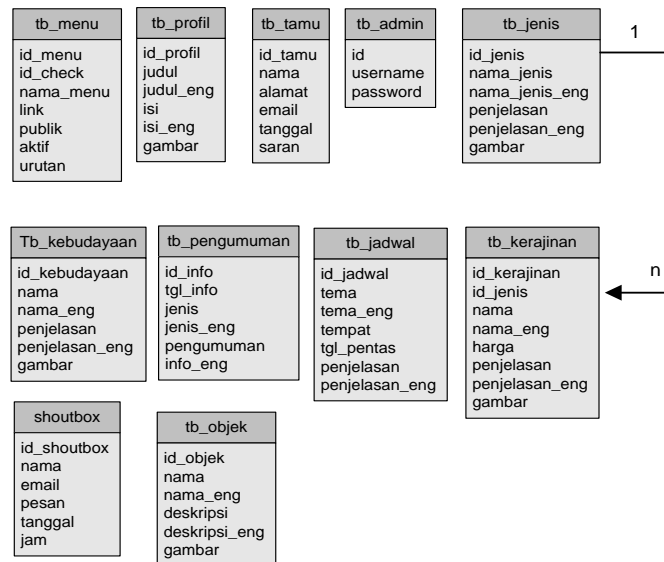 tb_menu
id_menu
id_check
nama_menu
link
publik
aktif
urutan
tb_profil
id_profil
judul
judul_eng
isi
isi_eng
gambar
tb_tamu
id_tamu
nama
alamat
email
tanggal
saran
tb_admin
id
username
password
tb_jenis
id_jenis
nama_jenis
nama_jenis_eng
penjelasan
penjelasan_eng
gambar
1
Tb_kebudayaan
id_kebudayaan
nama
nama_eng
penjelasan
penjelasan_eng
gambar
tb_pengumuman
id_info
tgl_info
jenis
jenis_eng
pengumuman
info_eng
tb_jadwal
id_jadwal
tema
tema_eng
tempat
tgl_pentas
penjelasan
penjelasan_eng
tb_kerajinan
id_kerajinan
id_jenis
nama
nama_eng
harga
penjelasan
penjelasan_eng
gambar
n
shoutbox
id_shoutbox
nama
email
pesan
tanggal
jam
tb_objek
id_objek
nama
nama_eng
deskripsi
deskripsi_eng
gambar